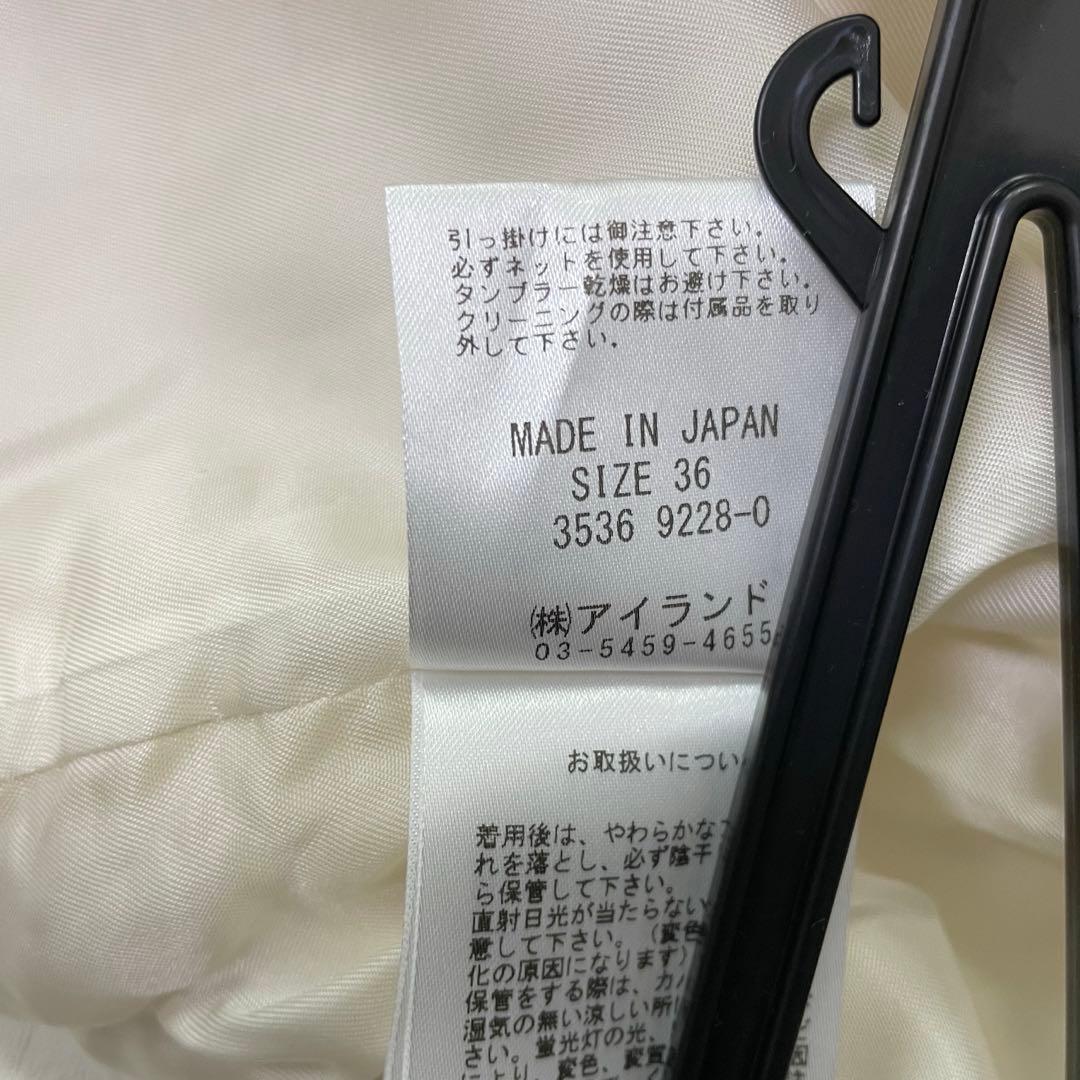 引っ掛けには御注意下さい.
必ずネットを使用して下さい.
タンブラー乾燥はお避け下さい.
クリーニングの際は付属品を取り
外して下さい.
MADE IN JAPAN
SIZE 36
3536 9228-0
(株)アイランド
03-5459-4655
お取扱いについ
着用後は、やわらかな
れを落とし、必ず陰干
ら保管して下さい。
直射日光が当たらない
意して下さい。(変色
化の原因になります)
保管をする際は、カバ
湿気の無い涼しい所に
さい。蛍光灯の光、
により、変色、変質